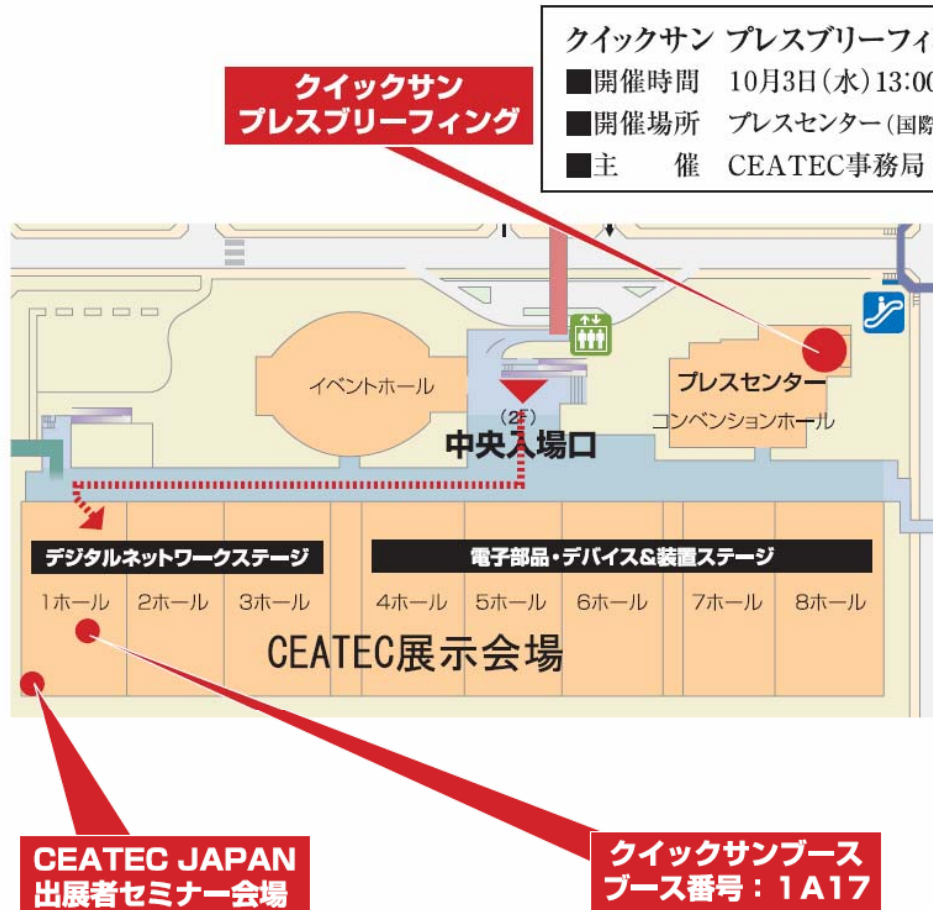 クイックサン プレスブリーフィ
■開催時間 10月3日(水)13:00
■開催場所 プレスセンター(国際
■主 催 CEATEC事務局
クイックサン
プレスブリーフィング
イベントホール
(2F)
中央入場口
プレスセンター
コンベンションホール
デジタルネットワークステージ
電子部品・デバイス&装置ステージ
1ホール 2ホール 3ホール 4ホール 5ホール 6ホール 7ホール 8ホール
CEATEC展示会場
CEATEC JAPAN
出展者セミナー会場
クイックサンブース
ブース番号:1A17